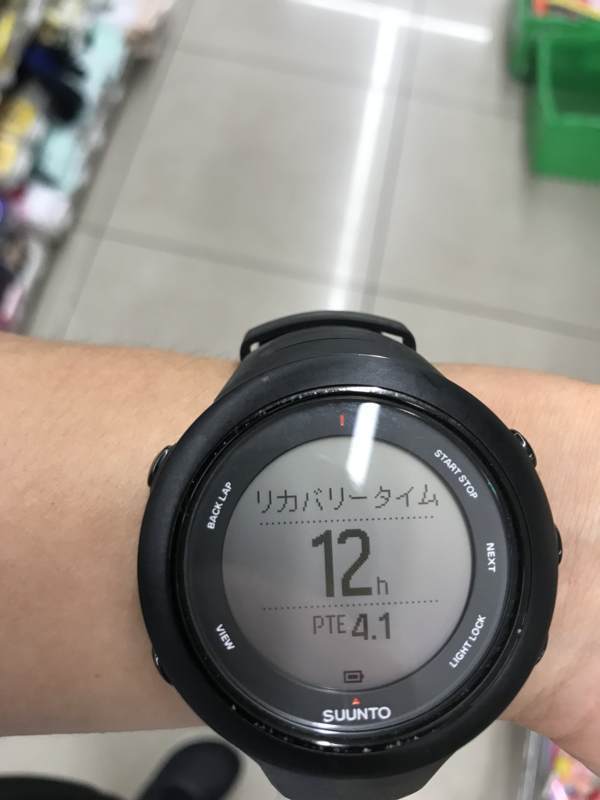 BACK LAP
START STOP
リカバリータイム
12h
NEXT
PTE 4.1
VIEW
LIGHT LOCK
SUUNTO